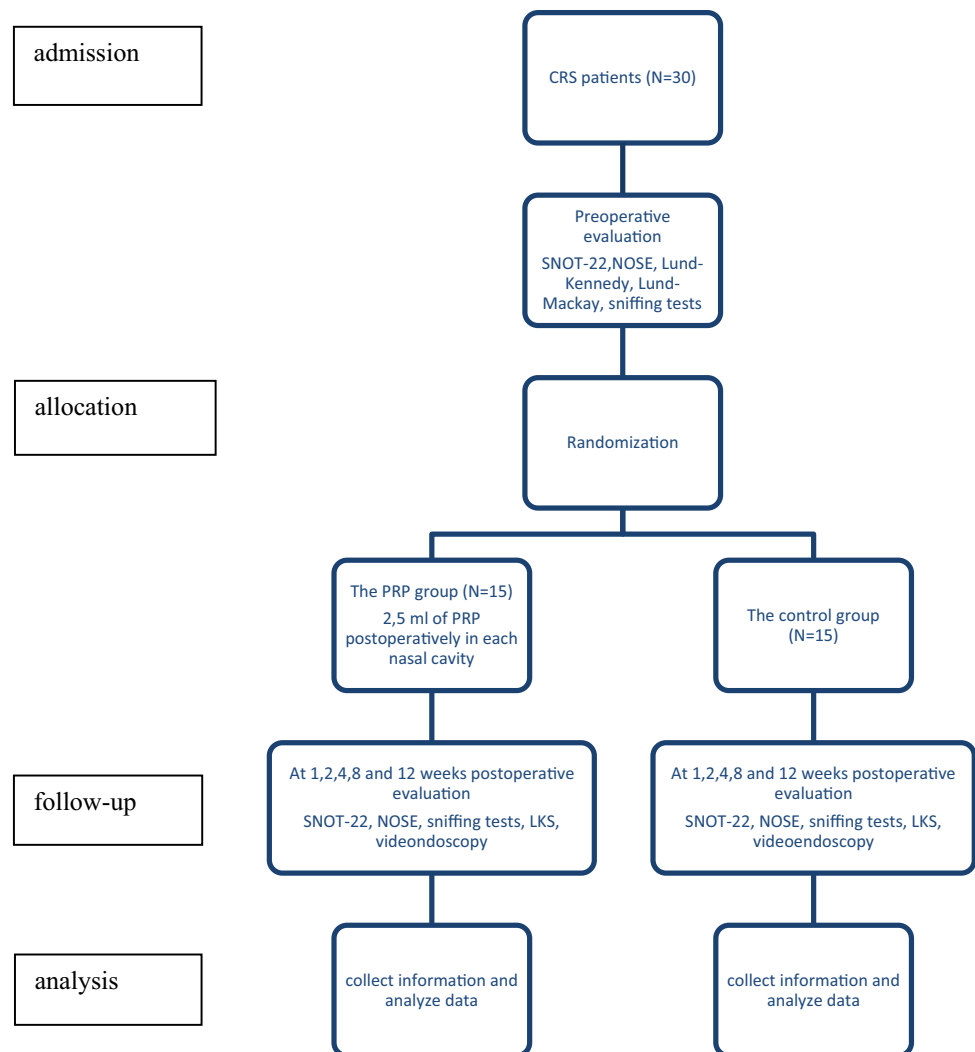 admission
CRS patients (N=30)
Preoperative
evaluation
SNOT-22,NOSE, Lund-
Kennedy, Lund-
Mackay, sniffing tests
allocation
Randomization
The PRP group (N=15)
2,5 ml of PRP
postoperatively in each
nasal cavity
The control group
(N=15)
follow-up
At 1,2,4,8 and 12 weeks postoperative
evaluation
SNOT-22, NOSE, sniffing tests, LKS,
videondoscopy
At 1,2,4,8 and 12 weeks postoperative
evaluation
SNOT-22, NOSE, sniffing tests, LKS,
videoendoscopy
analysis
collect information and
analyze data
collect information and
analyze data